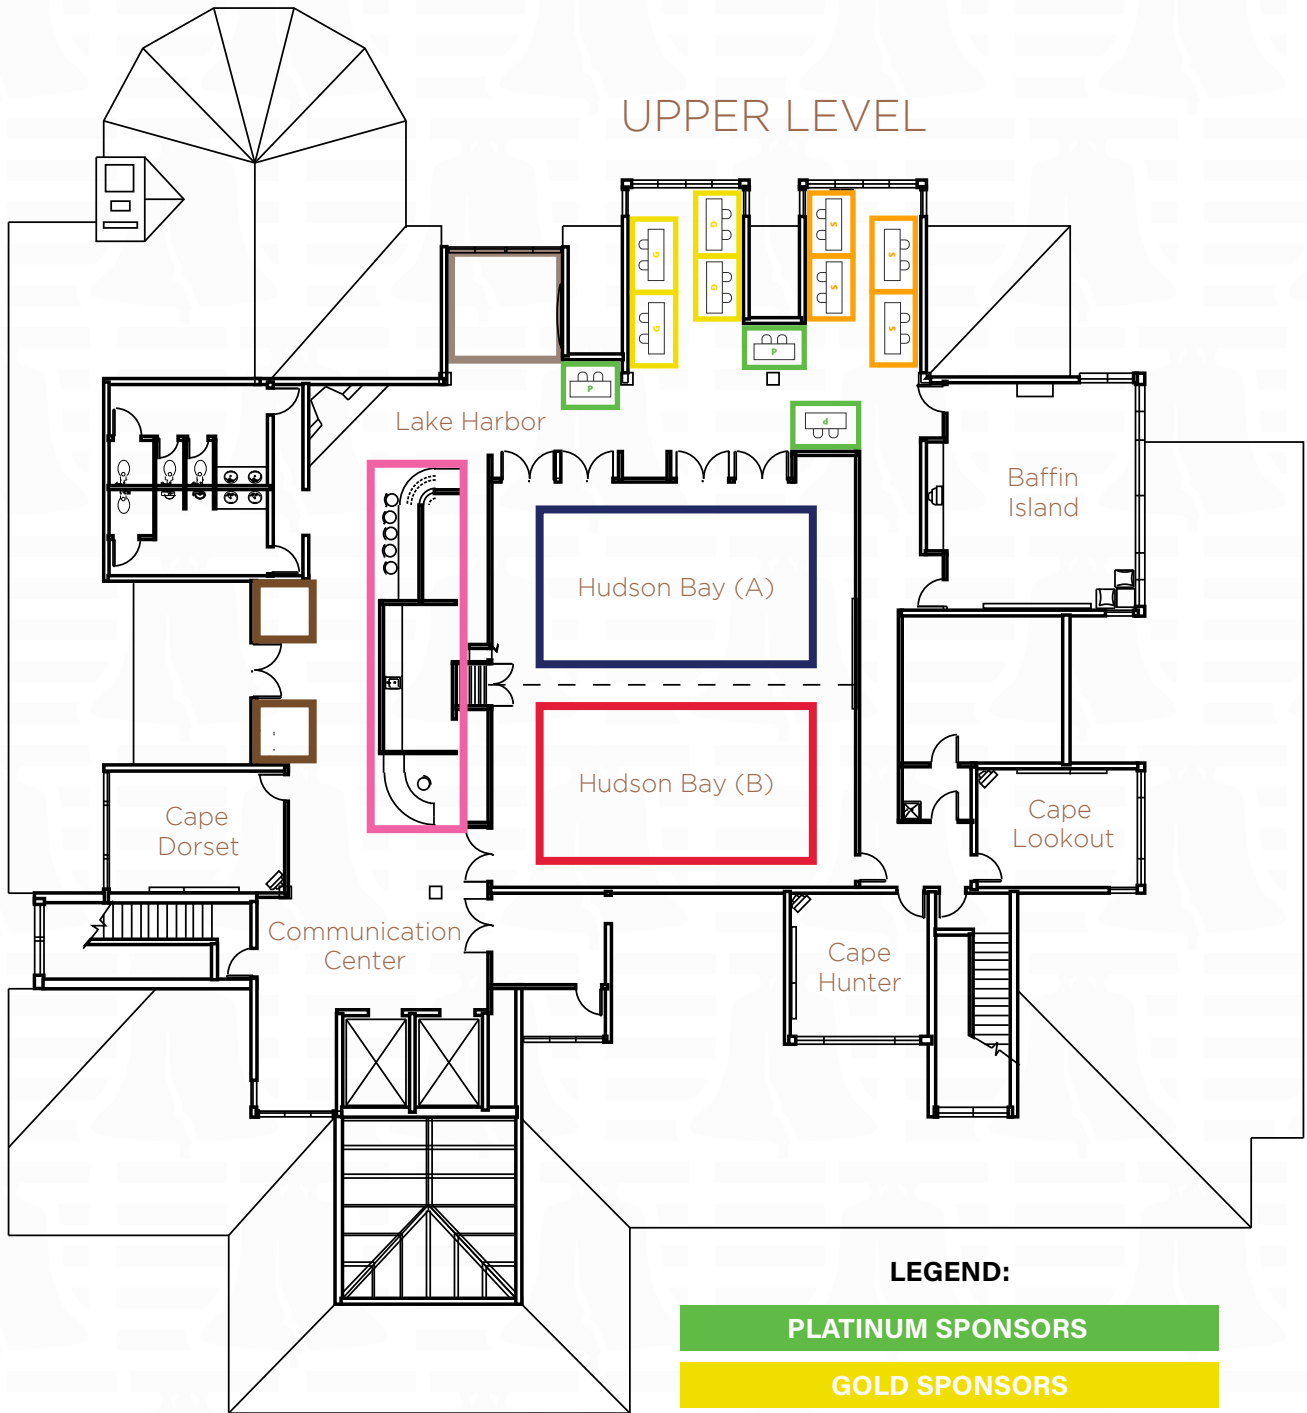 UPPER LEVEL
G
G
G
G
S
S
S
S
P
P
P
Lake Harbor
Baffin
Island
Hudson Bay (A)
Hudson Bay (B)
Cape
Dorset
Cape
Lookout
Communication
Center
Cape
Hunter
LEGEND:
PLATINUM SPONSORS
GOLD SPONSORS